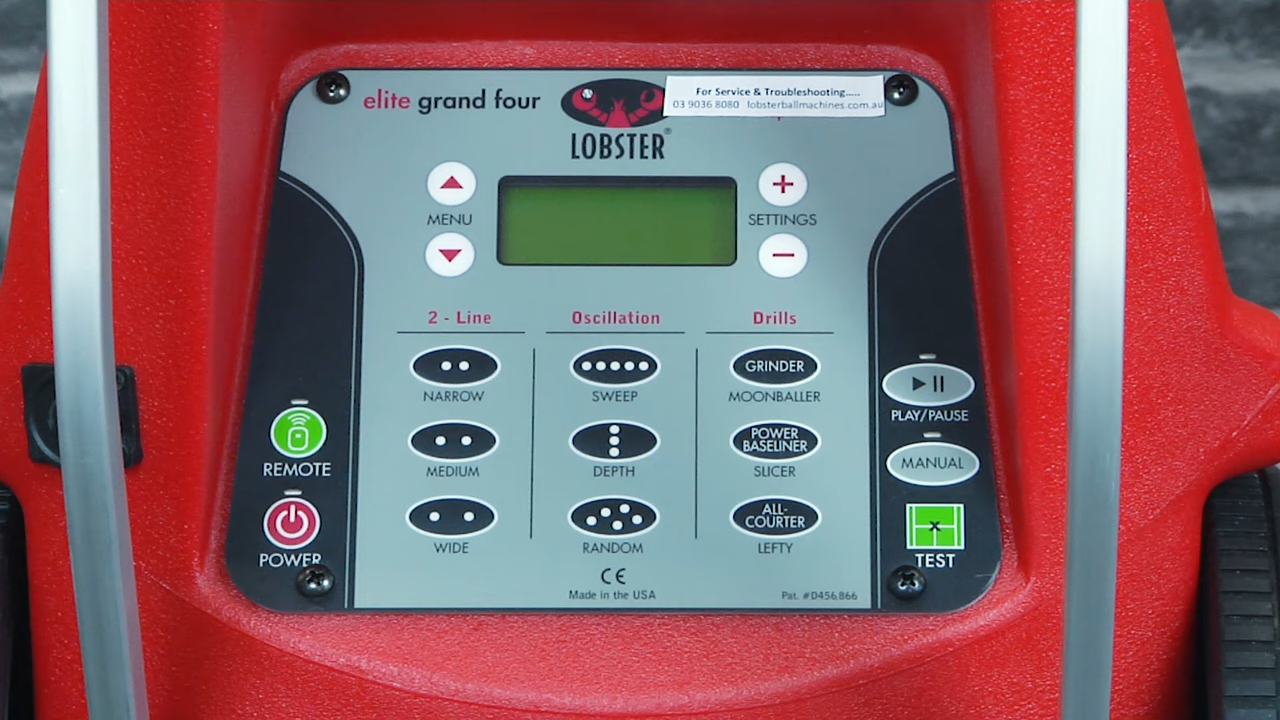 elite grand four
For Service & Troubleshooting.....
03 9036 8080 lobsterballmachines.com.au
LOBSTER®
MENU
SETTINGS
2 - Line
Oscillation
Drills
NARROW
SWEEP
GRINDER
MOONBALLER
MEDIUM
DEPTH
POWER
BASELINER
SLICER
WIDE
RANDOM
ALL-
COURTER
LEFTY
REMOTE
POWER
PLAY/PAUSE
MANUAL
X
TEST
CE
Made in the USA
Pat. #D456,866